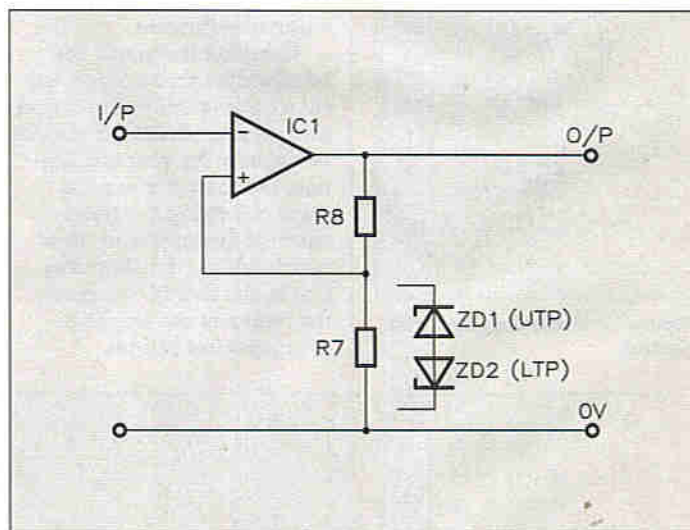 I/P
IC1
O/P
−
+
R8
R7
ZD1 (UTP)
ZD2 (LTP)
0V